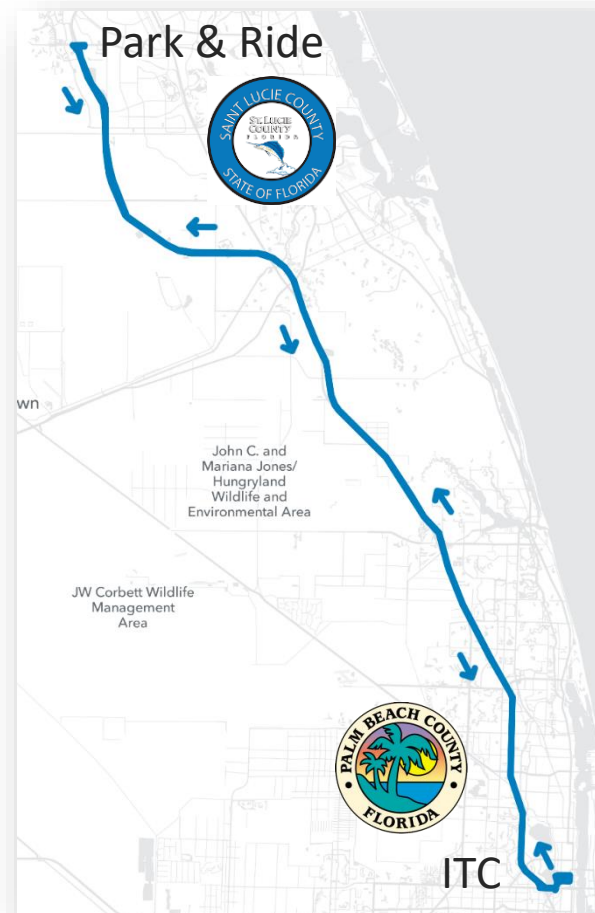 Park & Ride
SAINT LUCIE COUNTY
ST. LUCIE
COUNTY
FLORIDA
STATE OF FLORIDA
wn
John C. and
Mariana Jones/
Hungryland
Wildlife and
Environmental Area
JW Corbett Wildlife
Management
Area
PALM BEACH COUNTY
FLORIDA
ITC